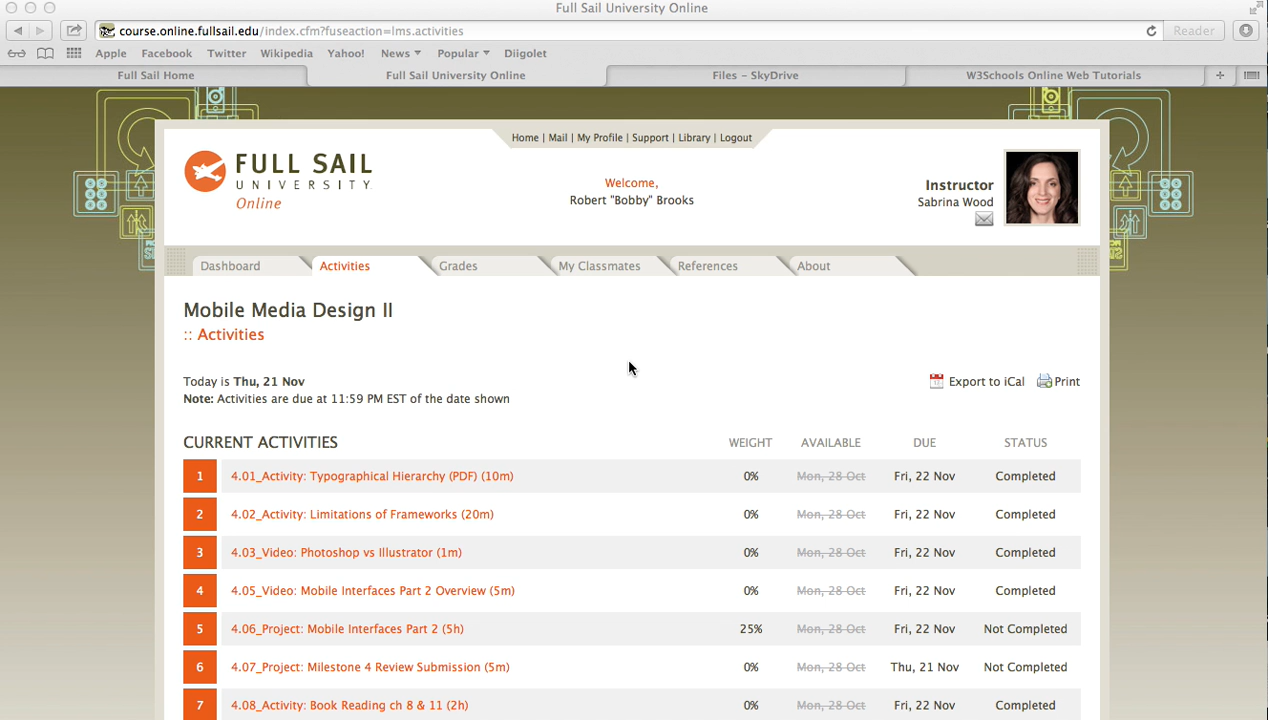 Full Sail University Online
course.online.fullsail.edu/index.cfm?fuseaction=lms.activities
Reader
Apple Facebook Twitter Wikipedia Yahoo! News Popular Diigolet
Full Sail Home Full Sail University Online Files – SkyDrive W3Schools Online Web Tutorials
Home | Mail | My Profile | Support | Library | Logout
FULL SAIL
UNIVERSITY.
Online
Welcome,
Robert "Bobby" Brooks
Instructor
Sabrina Wood
Dashboard Activities Grades My Classmates References About
Mobile Media Design II
:: Activities
Today is Thu, 21 Nov
Note: Activities are due at 11:59 PM EST of the date shown
Export to iCal Print
CURRENT ACTIVITIES WEIGHT AVAILABLE DUE STATUS
1 4.01_Activity: Typographical Hierarchy (PDF) (10m) 0% Mon, 28 Oct Fri, 22 Nov Completed
2 4.02_Activity: Limitations of Frameworks (20m) 0% Mon, 28 Oct Fri, 22 Nov Completed
3 4.03_Video: Photoshop vs Illustrator (1m) 0% Mon, 28 Oct Fri, 22 Nov Completed
4 4.05_Video: Mobile Interfaces Part 2 Overview (5m) 0% Mon, 28 Oct Fri, 22 Nov Completed
5 4.06_Project: Mobile Interfaces Part 2 (5h) 25% Mon, 28 Oct Fri, 22 Nov Not Completed
6 4.07_Project: Milestone 4 Review Submission (5m) 0% Mon, 28 Oct Thu, 21 Nov Not Completed
7 4.08_Activity: Book Reading ch 8 & 11 (2h) 0% Mon, 28 Oct Fri, 22 Nov Completed